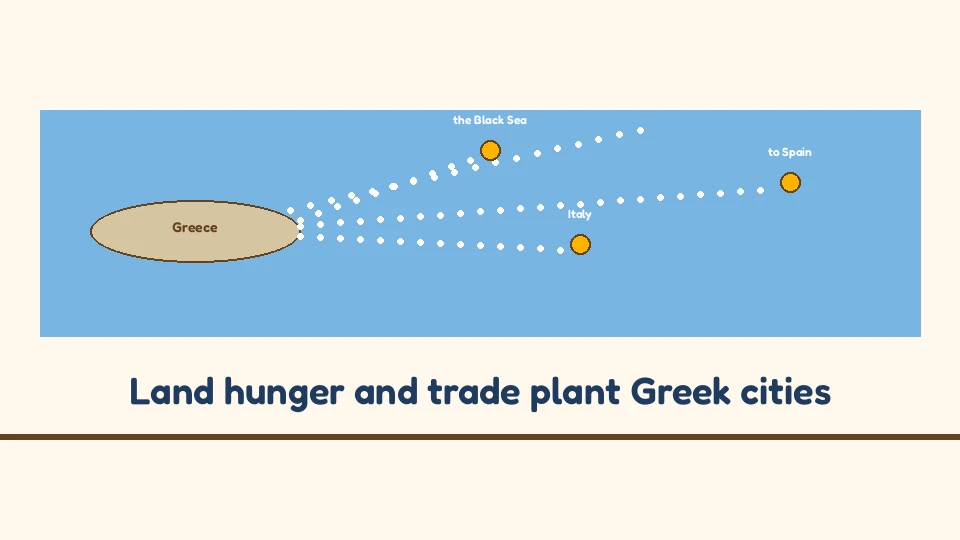 the Black Sea
to Spain
Italy
Greece
Land hunger and trade plant Greek cities